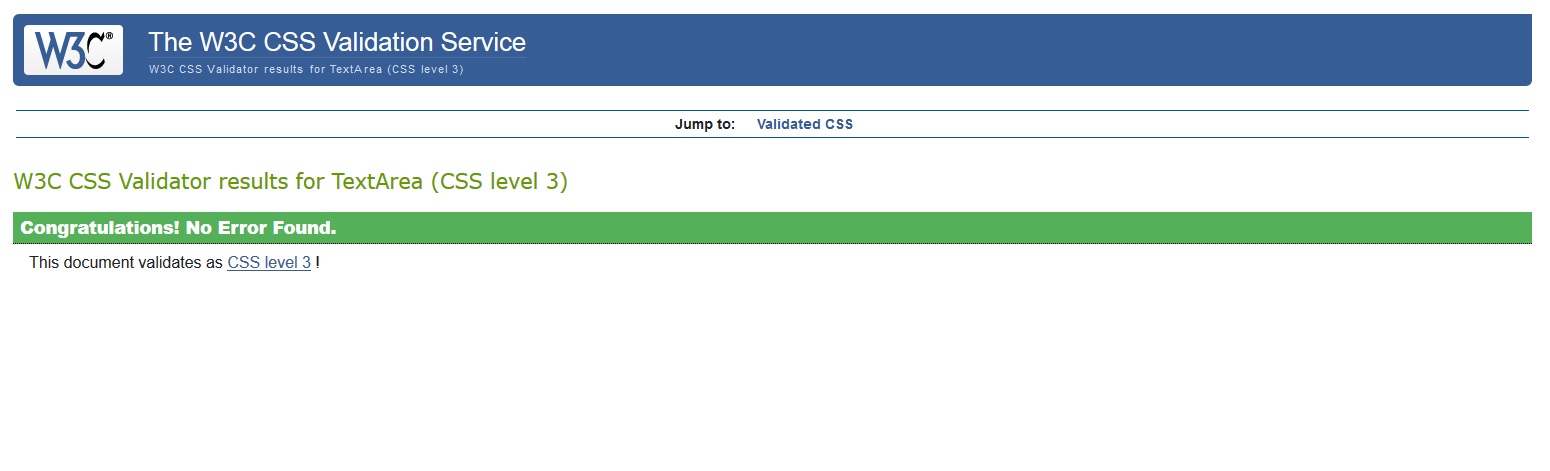 W3C®
The W3C CSS Validation Service
W3C CSS Validator results for TextArea (CSS level 3)
Jump to: Validated CSS
W3C CSS Validator results for TextArea (CSS level 3)
Congratulations! No Error Found.
This document validates as CSS level 3 !